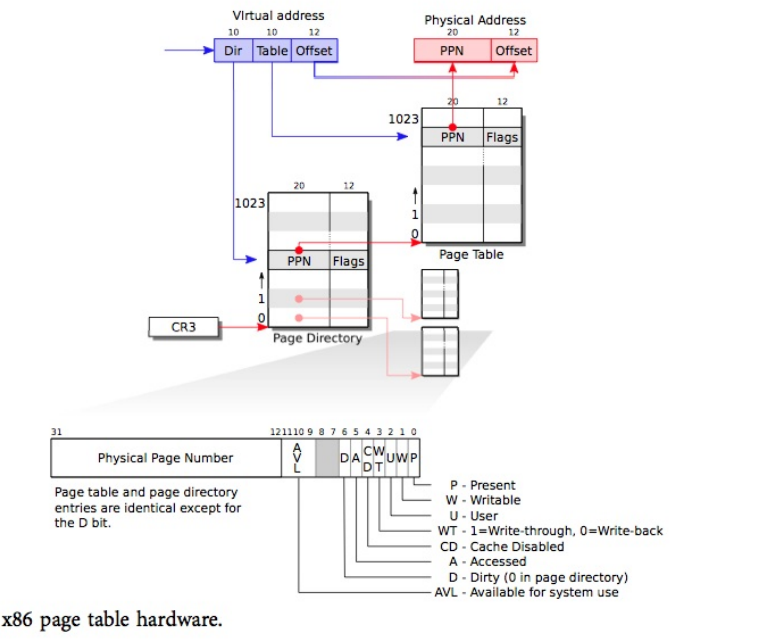 Virtual address
10 10 12
Dir Table Offset
Physical Address
20 12
PPN Offset
20 12
1023
PPN Flags
1
0
Page Table
20 12
1023
PPN Flags
1
0
CR3
Page Directory
31 12 11 10 9 8 7 6 5 4 3 2 1 0
Physical Page Number AVL D A CD WT U W P
Page table and page directory
entries are identical except for
the D bit.
P - Present
W - Writable
U - User
WT - 1=Write-through, 0=Write-back
CD - Cache Disabled
A - Accessed
D - Dirty (0 in page directory)
AVL - Available for system use
x86 page table hardware.